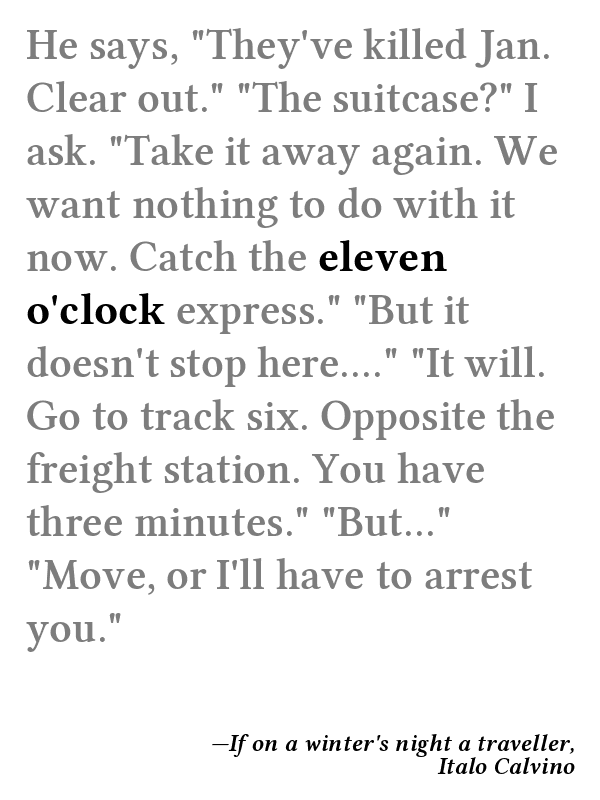 He says, "They've killed Jan.
Clear out." "The suitcase?" I
ask. "Take it away again. We
want nothing to do with it
now. Catch the eleven
o'clock express." "But it
doesn't stop here...." "It will.
Go to track six. Opposite the
freight station. You have
three minutes." "But..."
"Move, or I'll have to arrest
you."
—If on a winter's night a traveller,
Italo Calvino